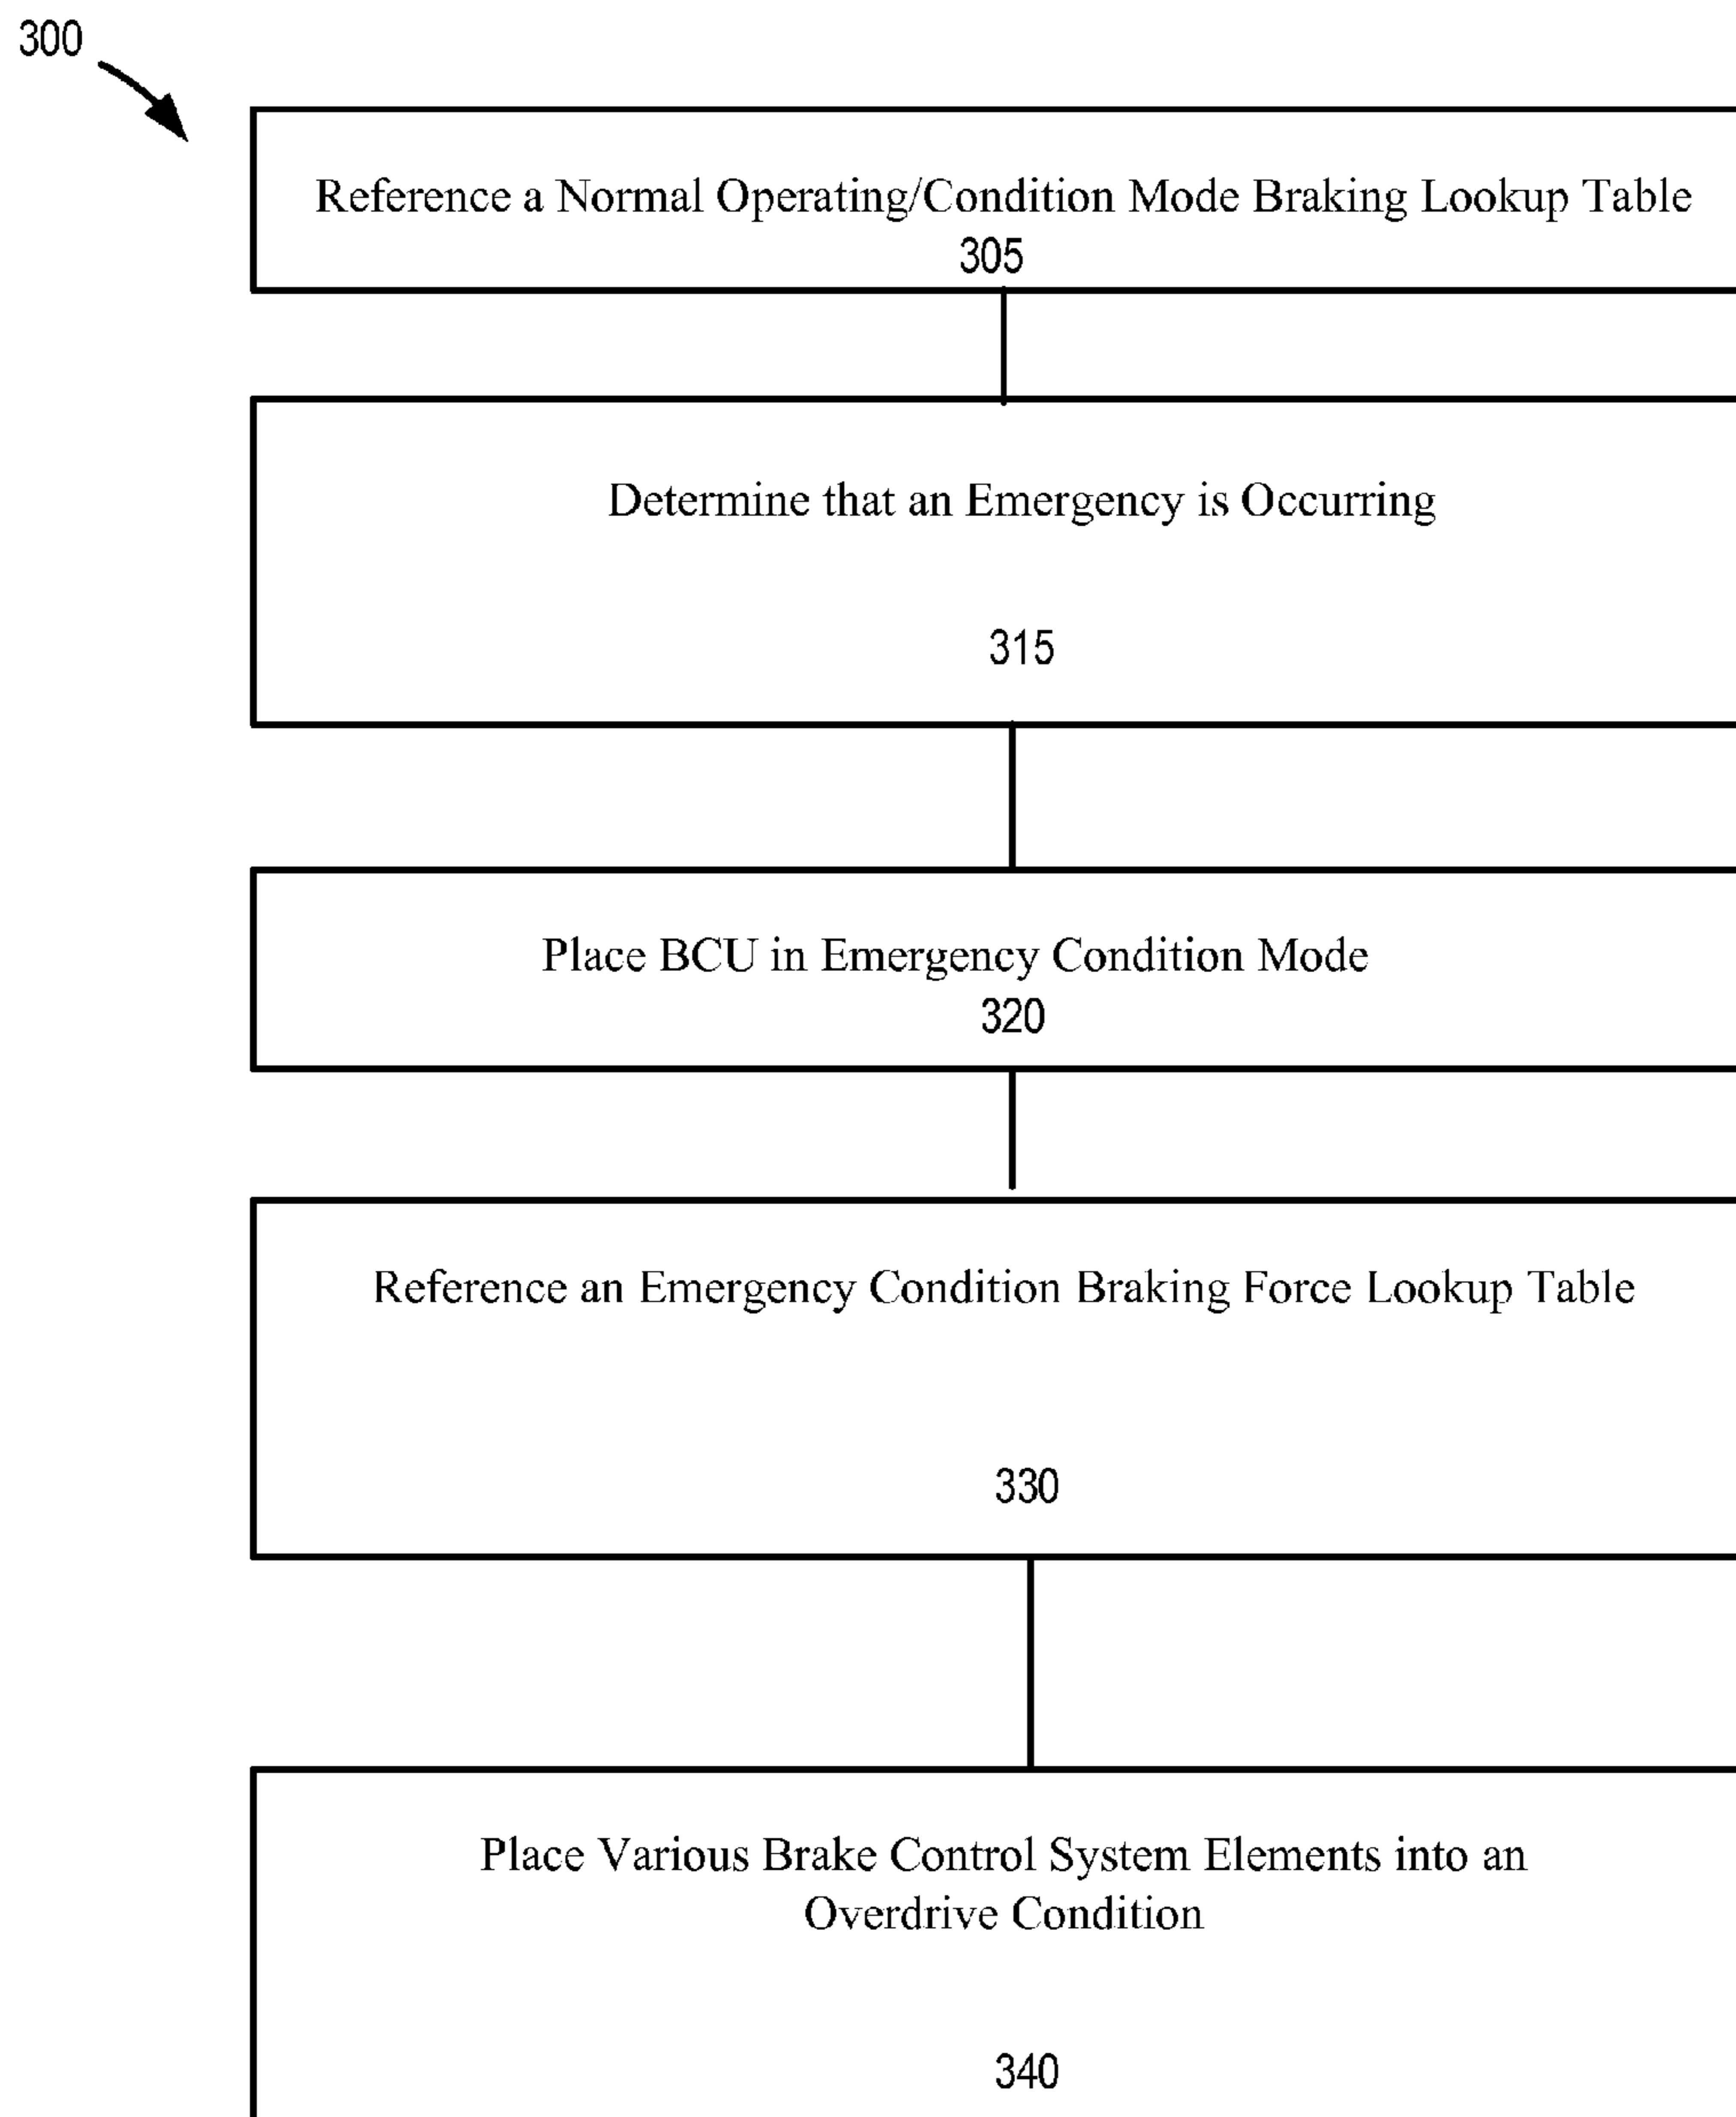 300
Reference a Normal Operating/Condition Mode Braking Lookup Table
305
Determine that an Emergency is Occurring
315
Place BCU in Emergency Condition Mode
320
Reference an Emergency Condition Braking Force Lookup Table
330
Place Various Brake Control System Elements into an
Overdrive Condition
340